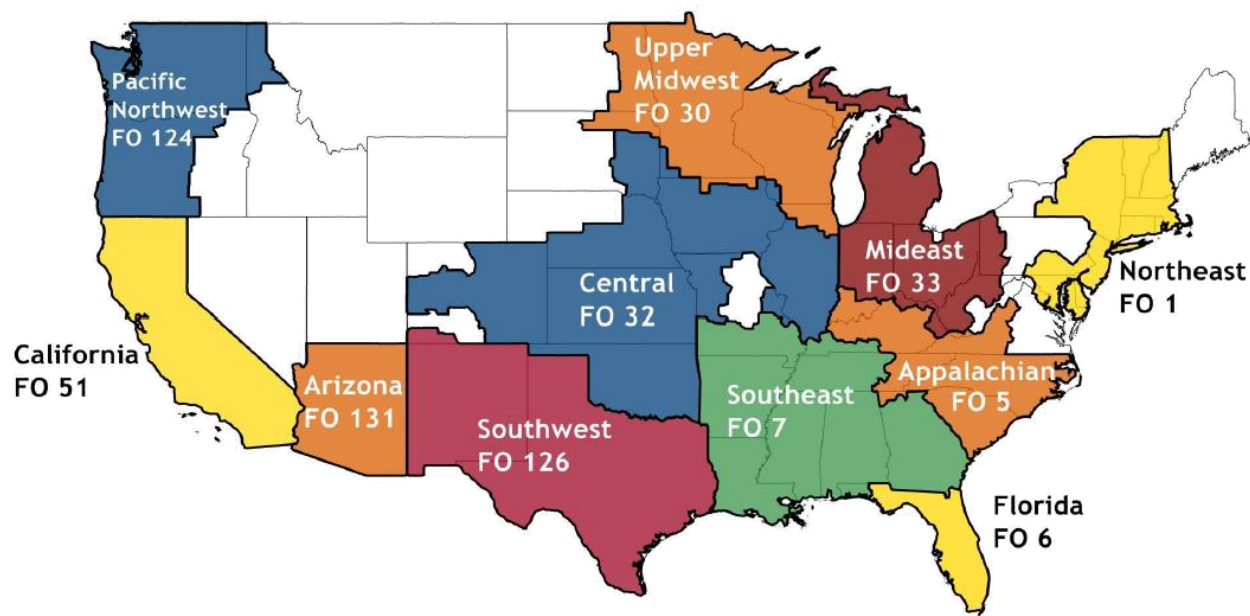 Pacific
Northwest
FO 124
Upper
Midwest
FO 30
Mideast
FO 33
Northeast
FO 1
Central
FO 32
California
FO 51
Arizona
FO 131
Southwest
FO 126
Southeast
FO 7
Appalachian
FO 5
Florida
FO 6